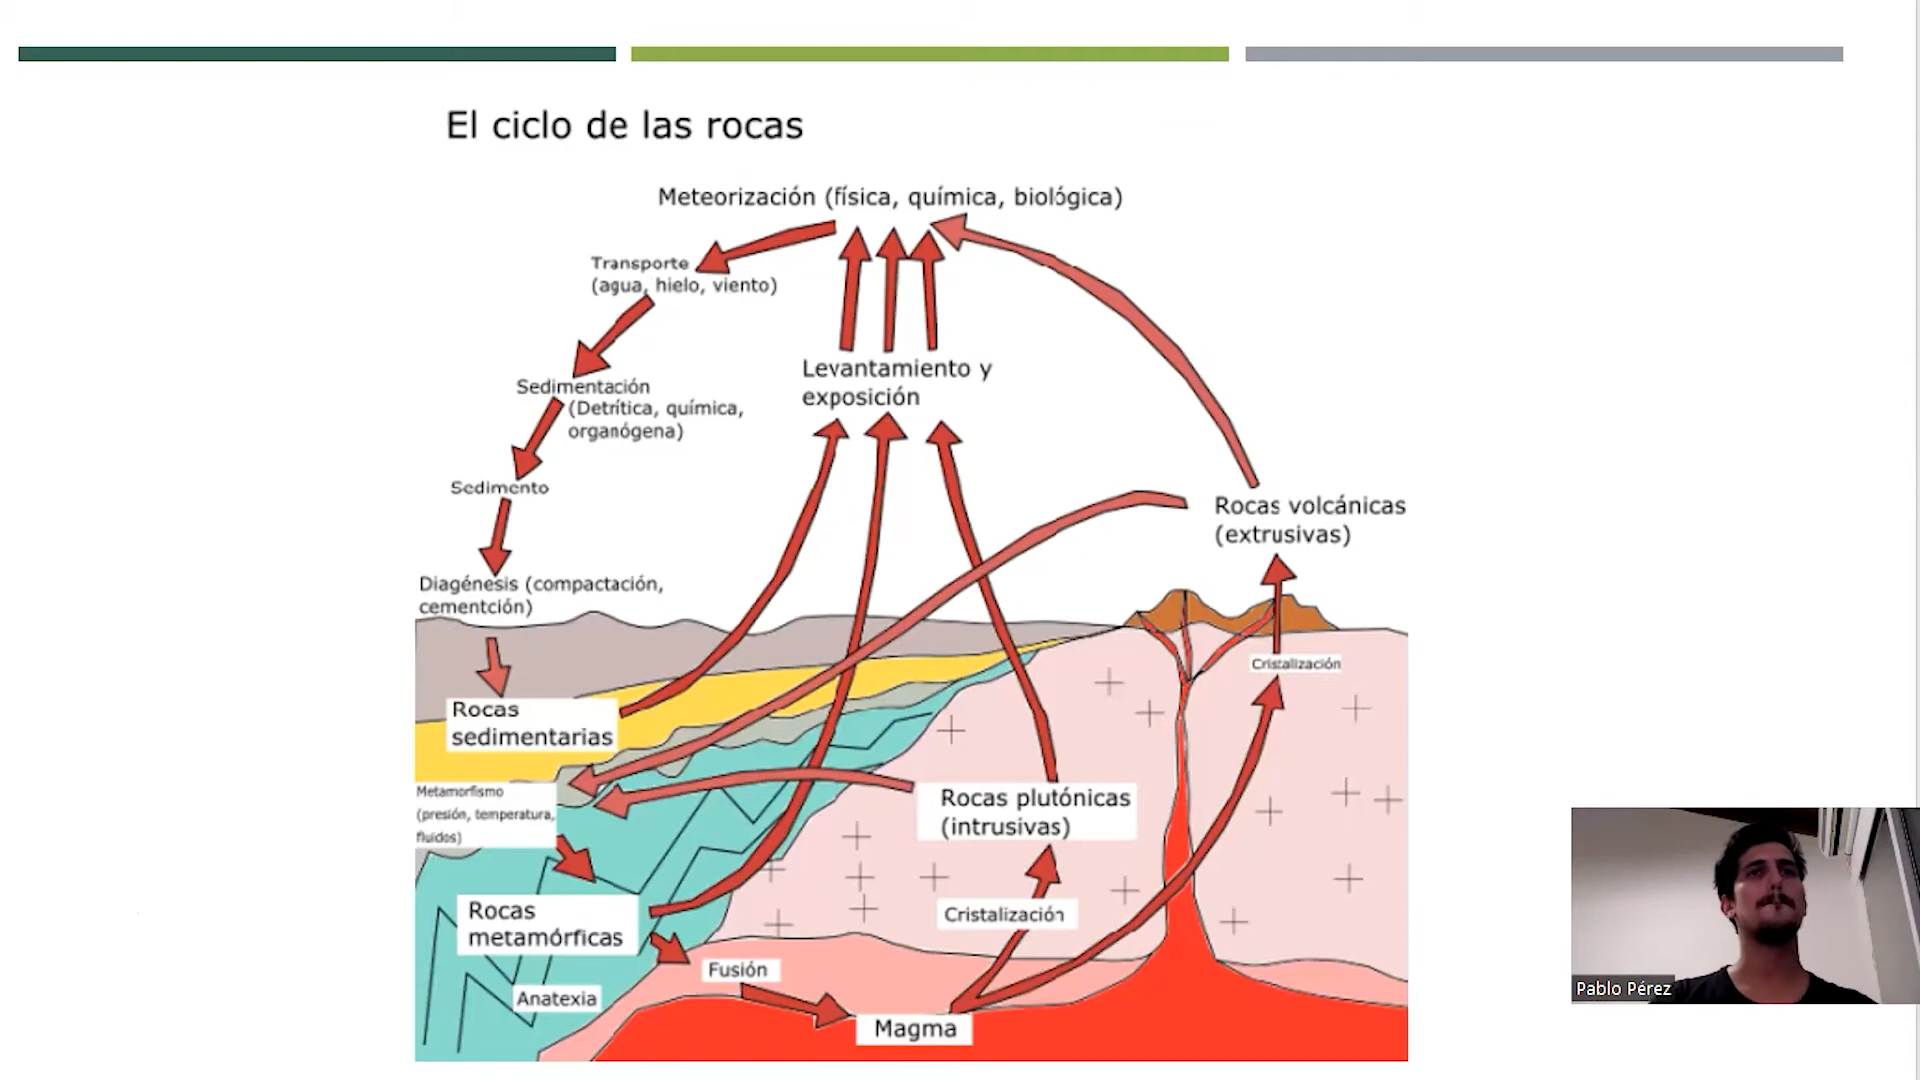 El ciclo de las rocas
Meteorización (física, química, biológica)
Transporte
(agua, hielo, viento)
Levantamiento y
exposición
Sedimentación
(Detrítica, química,
organógena)
Sedimento
Rocas volcánicas
(extrusivas)
Diagénesis (compactación,
cementción)
Cristalización
Rocas
sedimentarias
Metamorfismo
(presión, temperatura,
fluidos)
Rocas plutónicas
(intrusivas)
Rocas
metamórficas
Cristalización
Fusión
Anatexia
Magma
Pablo Pérez